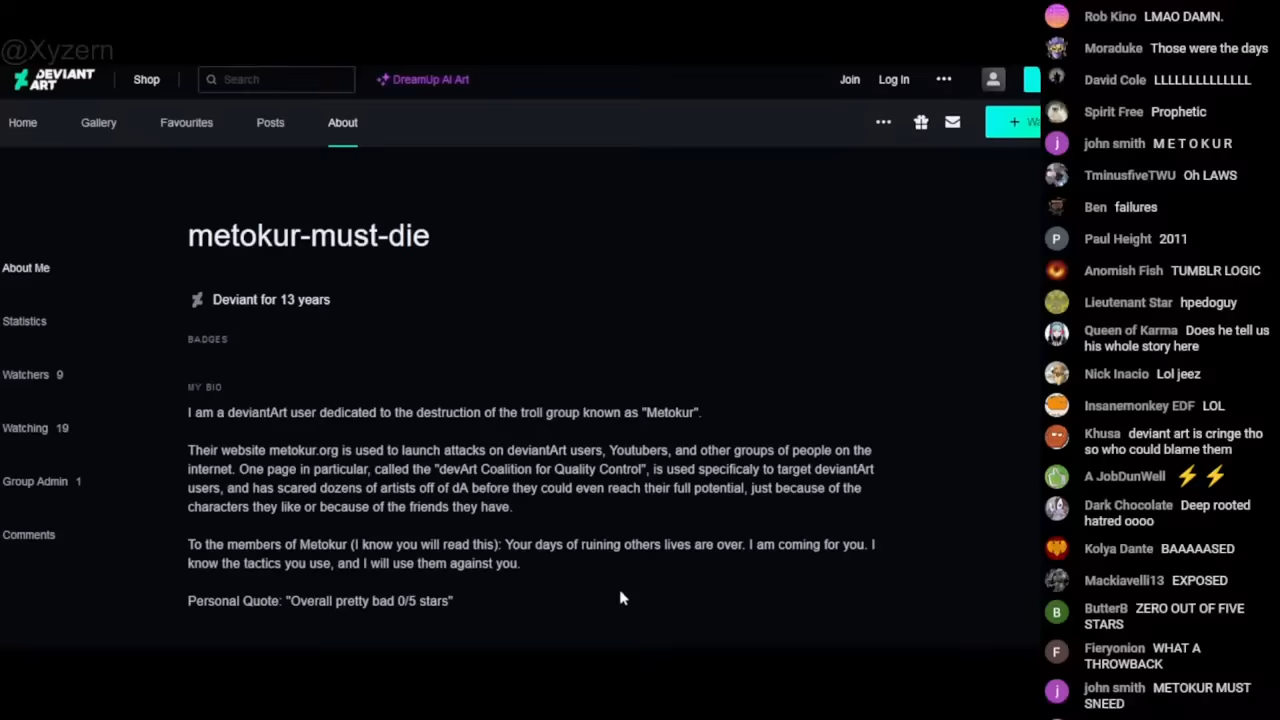 @Xyzern
DEVIANT ART
Shop
Search
DreamUp AI Art
Join
Log In
Home
Gallery
Favourites
Posts
About
metokur-must-die
About Me
Deviant for 13 years
Statistics
BADGES
Watchers 9
MY BIO
I am a deviantArt user dedicated to the destruction of the troll group known as "Metokur".
Watching 19
Their website metokur.org is used to launch attacks on deviantArt users, Youtubers, and other groups of people on the
internet. One page in particular, called the "devArt Coalition for Quality Control", is used specificaly to target deviantArt
Group Admin 1
users, and has scared dozens of artists off of dA before they could even reach their full potential, just because of the
characters they like or because of the friends they have.
Comments
To the members of Metokur (I know you will read this): Your days of ruining others lives are over. I am coming for you. I
know the tactics you use, and I will use them against you.
Personal Quote: "Overall pretty bad 0/5 stars"
Rob Kino LMAO DAMN.
Moraduke Those were the days
David Cole LLLLLLLLLLLLLL
Spirit Free Prophetic
j
john smith M E T O K U R
TminusfiveTWU Oh LAWS
Ben failures
P
Paul Height 2011
Anomish Fish TUMBLR LOGIC
Lieutenant Star hpedoguy
Queen of Karma Does he tell us
his whole story here
Nick Inacio Lol jeez
Insanemonkey EDF LOL
Khusa deviant art is cringe tho
so who could blame them
A JobDunWell ⚡⚡
Dark Chocolate Deep rooted
hatred oooo
Kolya Dante BAAAAASED
Mackiavelli13 EXPOSED
B
ButterB ZERO OUT OF FIVE
STARS
F
Fieryonion WHAT A
THROWBACK
j
john smith METOKUR MUST
SNEED